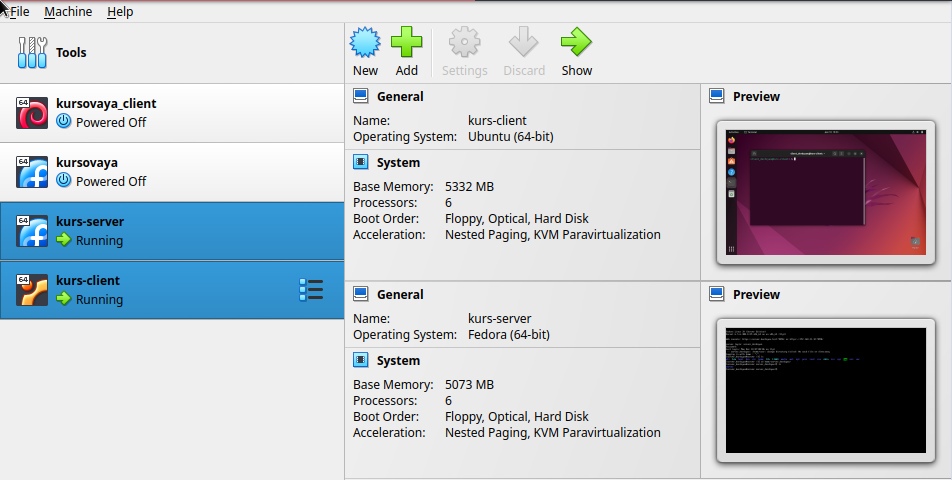 File Machine Help
Tools
New Add Settings Discard Show
64
kursovaya_client
Powered Off
64
kursovaya
Powered Off
64
kurs-server
Running
64
kurs-client
Running
General
Name: kurs-client
Operating System: Ubuntu (64-bit)
System
Base Memory: 5332 MB
Processors: 6
Boot Order: Floppy, Optical, Hard Disk
Acceleration: Nested Paging, KVM Paravirtualization
Preview
General
Name: kurs-server
Operating System: Fedora (64-bit)
System
Base Memory: 5073 MB
Processors: 6
Boot Order: Floppy, Optical, Hard Disk
Acceleration: Nested Paging, KVM Paravirtualization
Preview